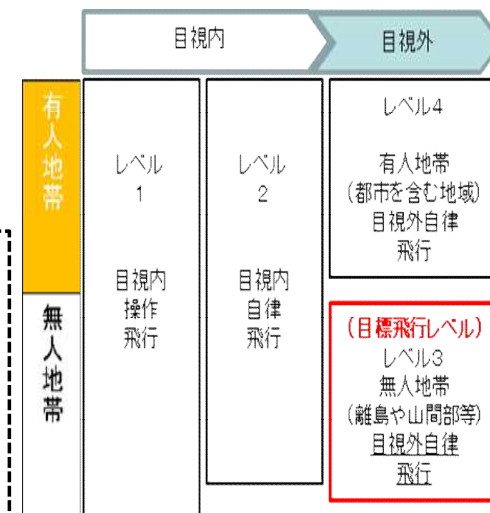 目視内
目視外
有人地帯
無人地帯
レベル
1
目視内
操作
飛行
レベル
2
目視内
自律
飛行
レベル4
有人地帯
(都市を含む地域)
目視外自律
飛行
(目標飛行レベル)
レベル3
無人地帯
(離島や山間部等)
目視外自律
飛行